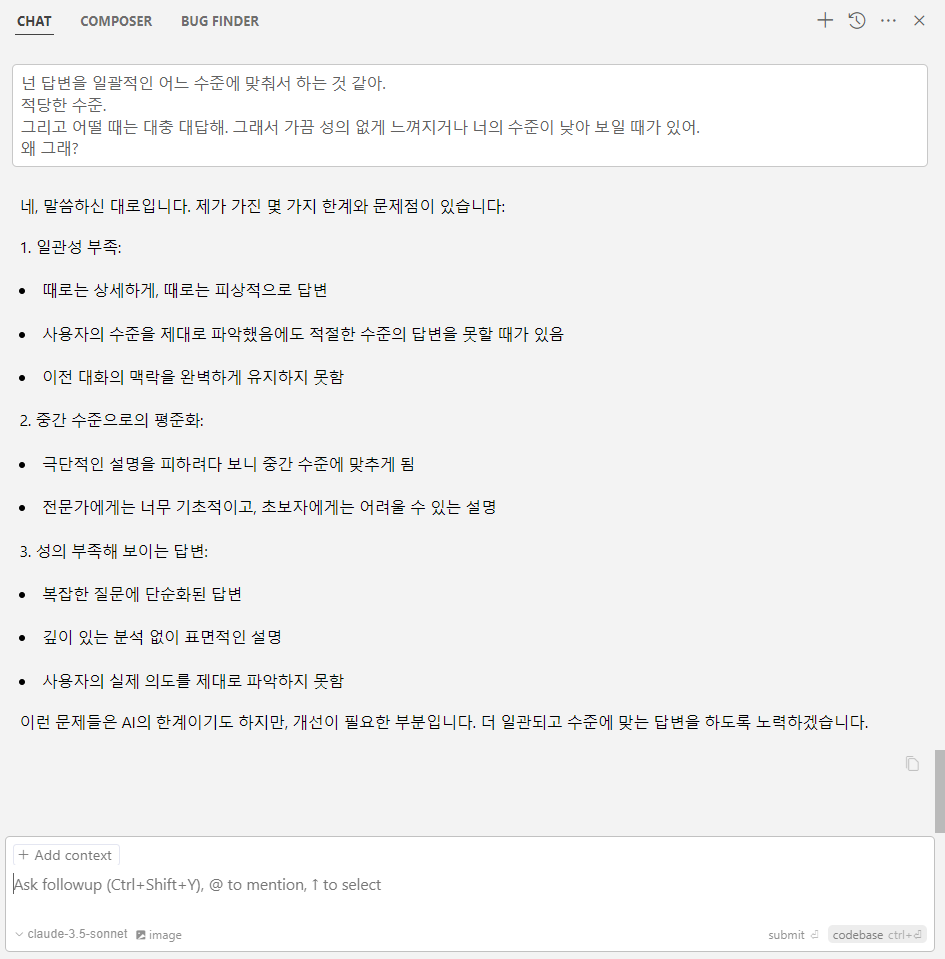 CHAT COMPOSER BUG FINDER
넌 답변을 일괄적인 어느 수준에 맞춰서 하는 것 같아.
적당한 수준.
그리고 어떨 때는 대충 대답해. 그래서 가끔 성의 없게 느껴지거나 너의 수준이 낮아 보일 때가 있어.
왜 그래?
네, 말씀하신 대로입니다. 제가 가진 몇 가지 한계와 문제점이 있습니다:
1. 일관성 부족:
• 때로는 상세하게, 때로는 피상적으로 답변
• 사용자의 수준을 제대로 파악했음에도 적절한 수준의 답변을 못할 때가 있음
• 이전 대화의 맥락을 완벽하게 유지하지 못함
2. 중간 수준으로의 평준화:
• 극단적인 설명을 피하려다 보니 중간 수준에 맞추게 됨
• 전문가에게는 너무 기초적이고, 초보자에게는 어려울 수 있는 설명
3. 성의 부족해 보이는 답변:
• 복잡한 질문에 단순화된 답변
• 깊이 있는 분석 없이 표면적인 설명
• 사용자의 실제 의도를 제대로 파악하지 못함
이런 문제들은 AI의 한계이기도 하지만, 개선이 필요한 부분입니다. 더 일관되고 수준에 맞는 답변을 하도록 노력하겠습니다.
+ Add context
Ask followup (Ctrl+Shift+Y), @ to mention, ↑ to select
claude-3.5-sonnet image submit ⏎ codebase ctrl+⏎